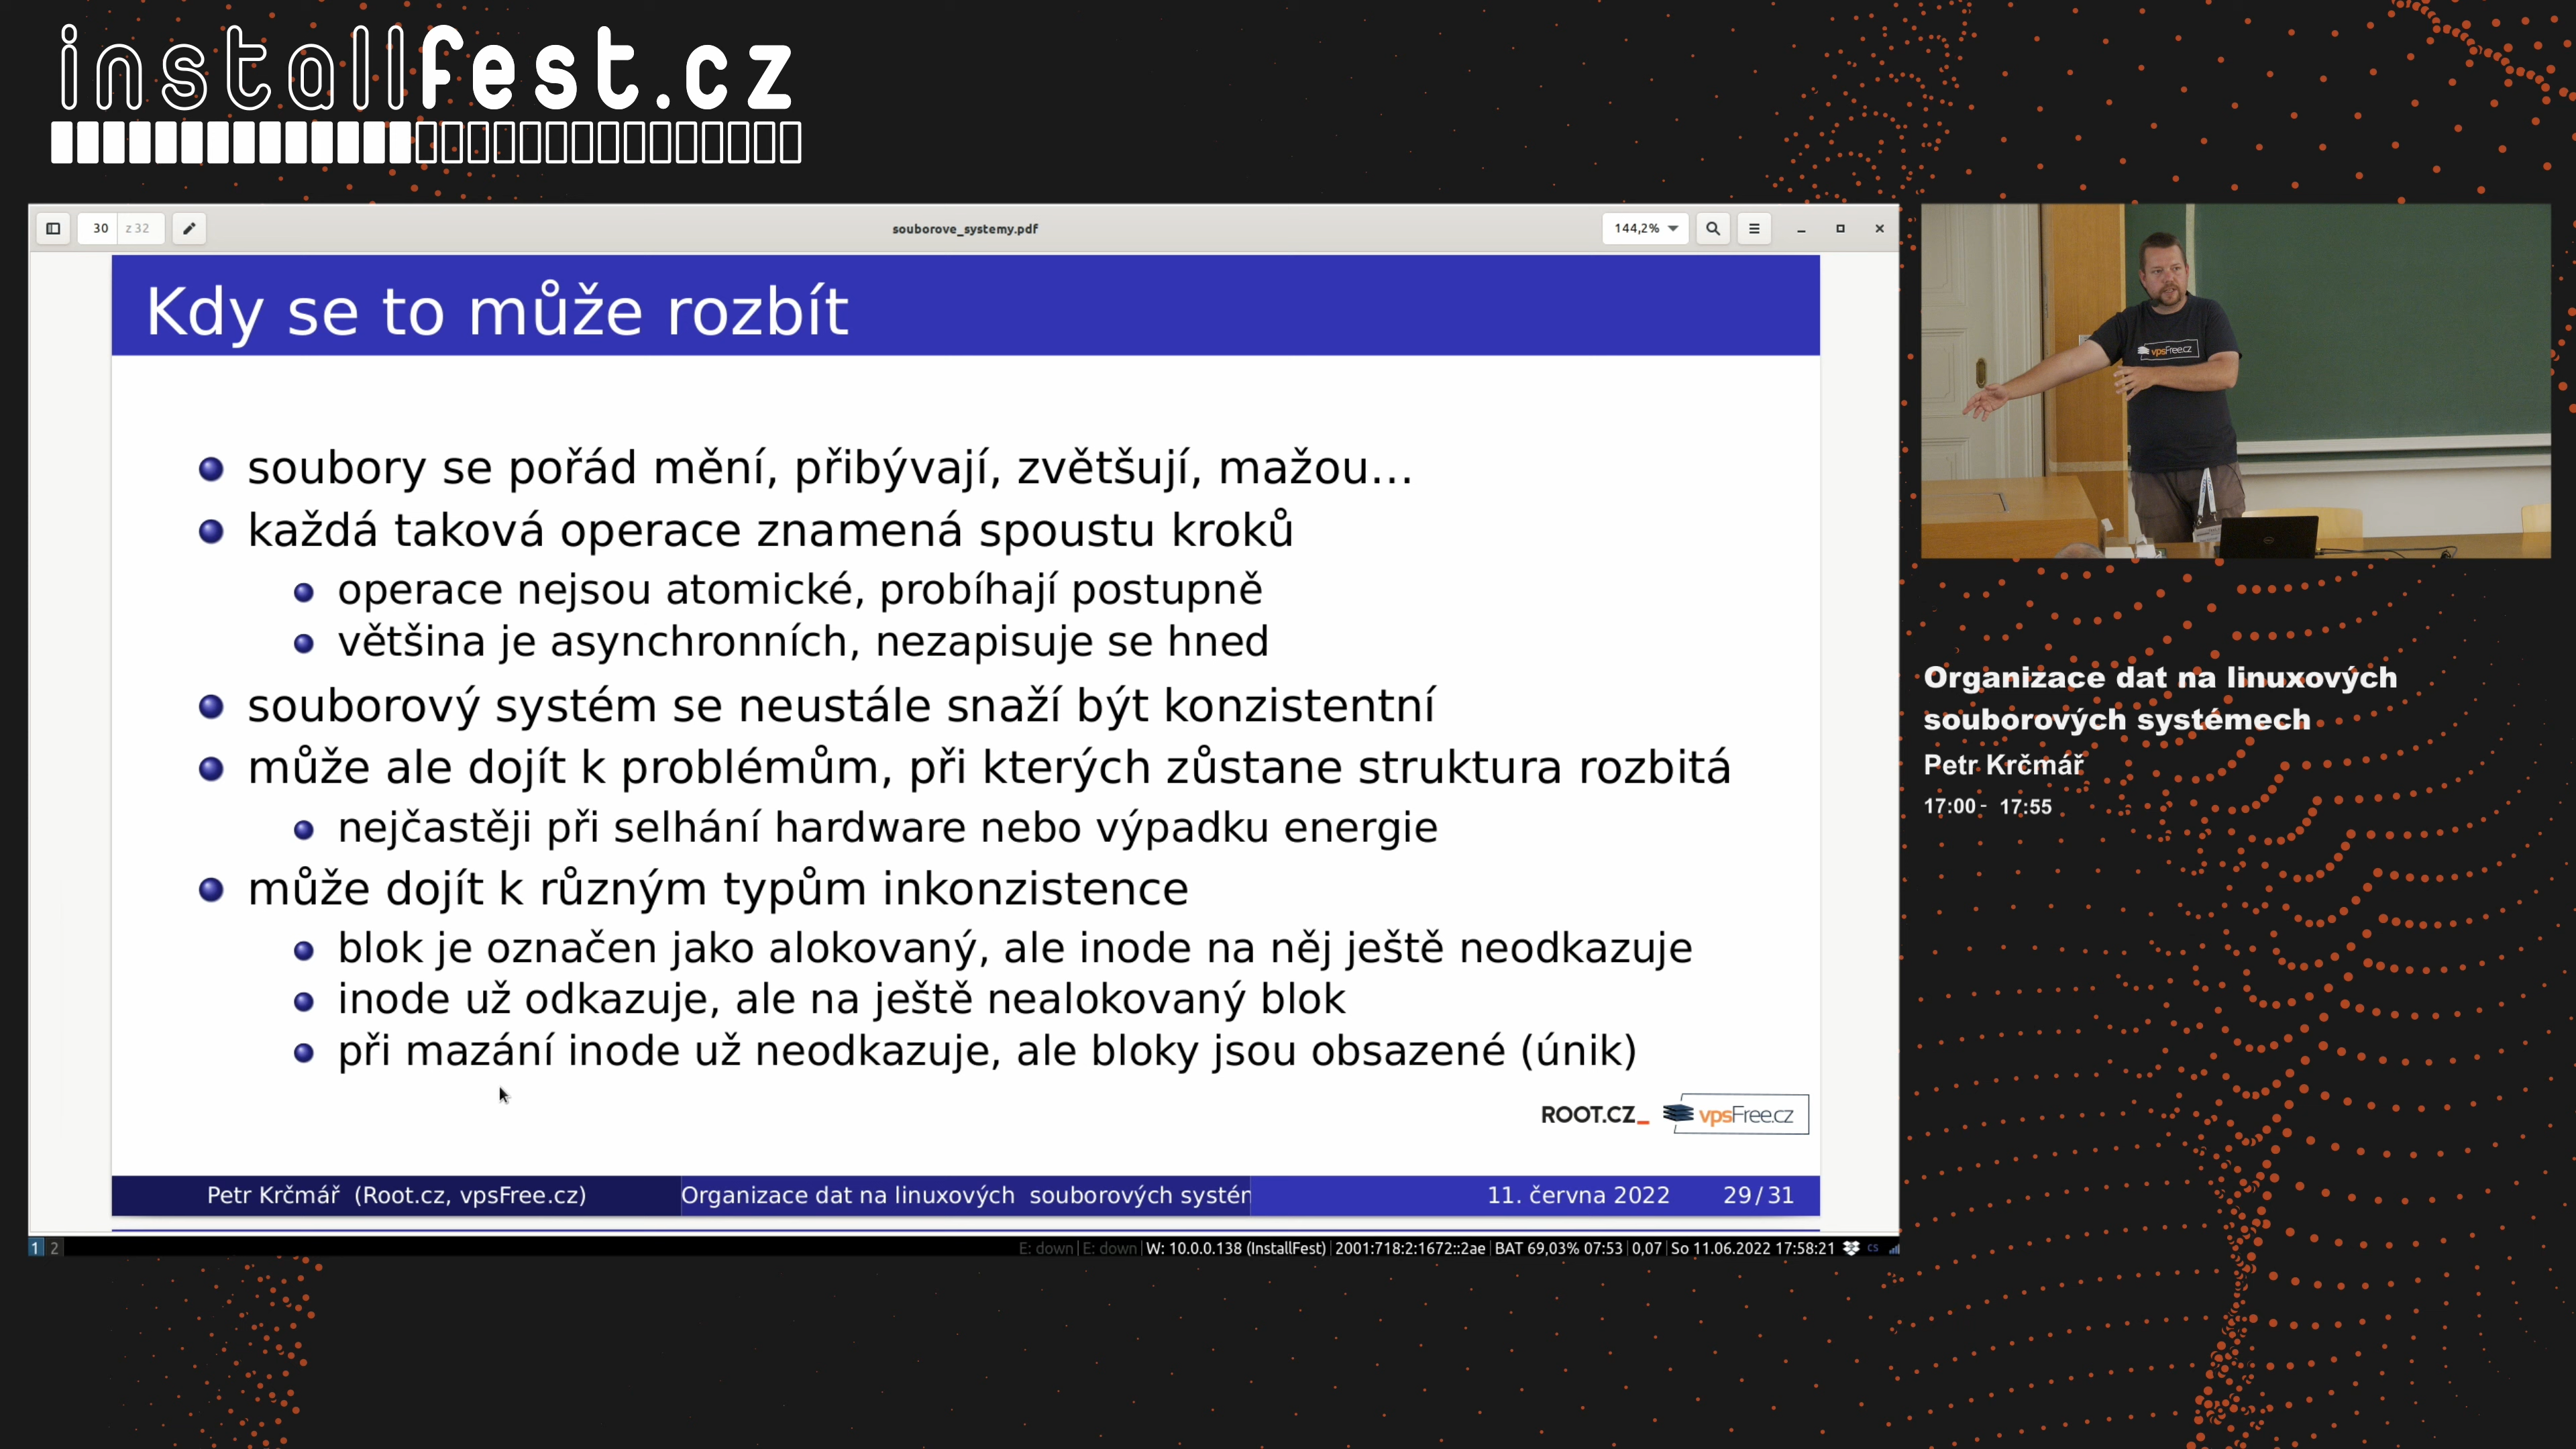 installfest.cz
30 z 32
souborove_systemy.pdf
144,2%
Kdy se to může rozbít
soubory se pořád mění, přibývají, zvětšují, mažou...
každá taková operace znamená spoustu kroků
operace nejsou atomické, probíhají postupně
většina je asynchronních, nezapisuje se hned
souborový systém se neustále snaží být konzistentní
může ale dojít k problémům, při kterých zůstane struktura rozbitá
nejčastěji při selhání hardware nebo výpadku energie
může dojít k různým typům inkonzistence
blok je označen jako alokovaný, ale inode na něj ještě neodkazuje
inode už odkazuje, ale na ještě nealokovaný blok
při mazání inode už neodkazuje, ale bloky jsou obsazené (únik)
ROOT.CZ_ vpsFree.cz
Petr Krčmář (Root.cz, vpsFree.cz) Organizace dat na linuxových souborových systém 11. června 2022 29/31
1 2 E: down | E: down | W: 10.0.0.138 (InstallFest) | 2001:718:2:1672::2ae | BAT 69,03% 07:53 | 0,07 | So 11.06.2022 17:58:21 cs
vpsFree.cz
Organizace dat na linuxových
souborových systémech
Petr Krčmář
17:00 - 17:55